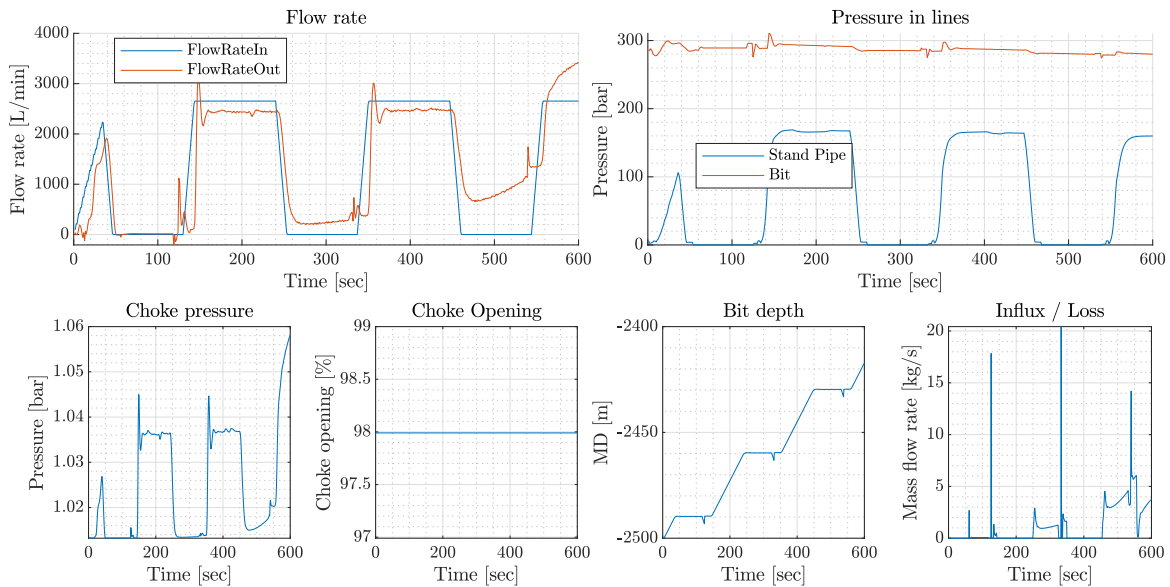 Flow rate
4000
3000
2000
1000
0
Flow rate [L/min]
FlowRateIn
FlowRateOut
0 100 200 300 400 500 600
Time [sec]
Pressure in lines
300
200
100
0
Pressure [bar]
Stand Pipe
Bit
0 100 200 300 400 500 600
Time [sec]
Choke pressure
1.06
1.05
1.04
1.03
1.02
Pressure [bar]
0 200 400 600
Time [sec]
Choke Opening
99
98.5
98
97.5
97
Choke opening [%]
0 200 400 600
Time [sec]
Bit depth
-2400
-2450
-2500
MD [m]
0 200 400 600
Time [sec]
Influx / Loss
20
15
10
5
0
Mass flow rate [kg/s]
0 200 400 600
Time [sec]